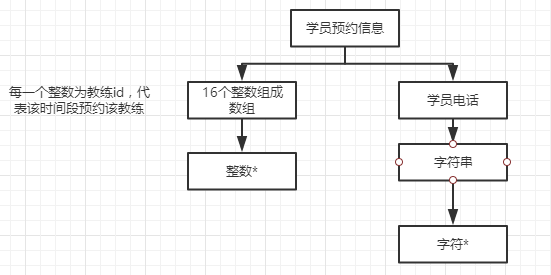 学员预约信息
每一个整数为教练id，代
表该时间段预约该教练
16个整数组成
数组
学员电话
整数*
字符串
字符*